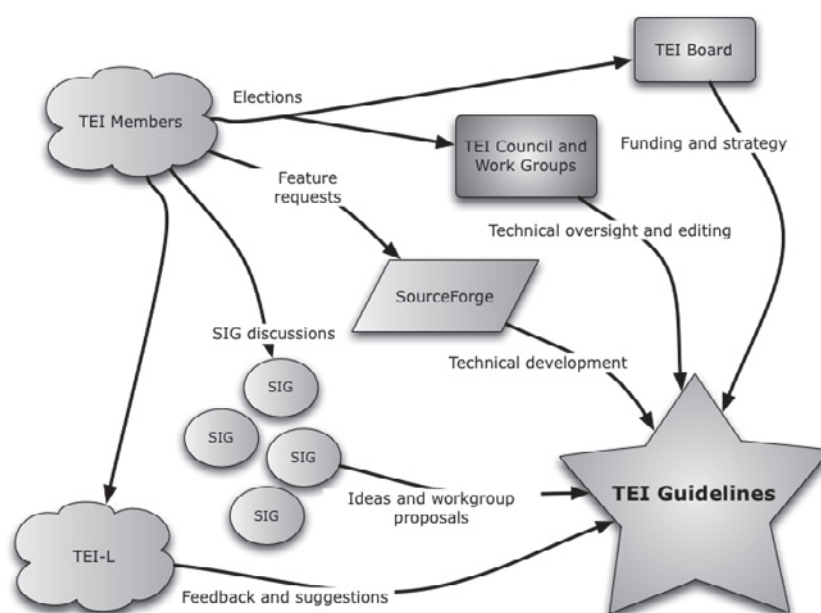 TEI Board
Elections
TEI Members
TEI Council and
Work Groups
Funding and strategy
Feature
requests
Technical oversight and editing
SourceForge
SIG discussions
Technical development
SIG
SIG
SIG
SIG
TEI Guidelines
Ideas and workgroup
proposals
TEI-L
Feedback and suggestions